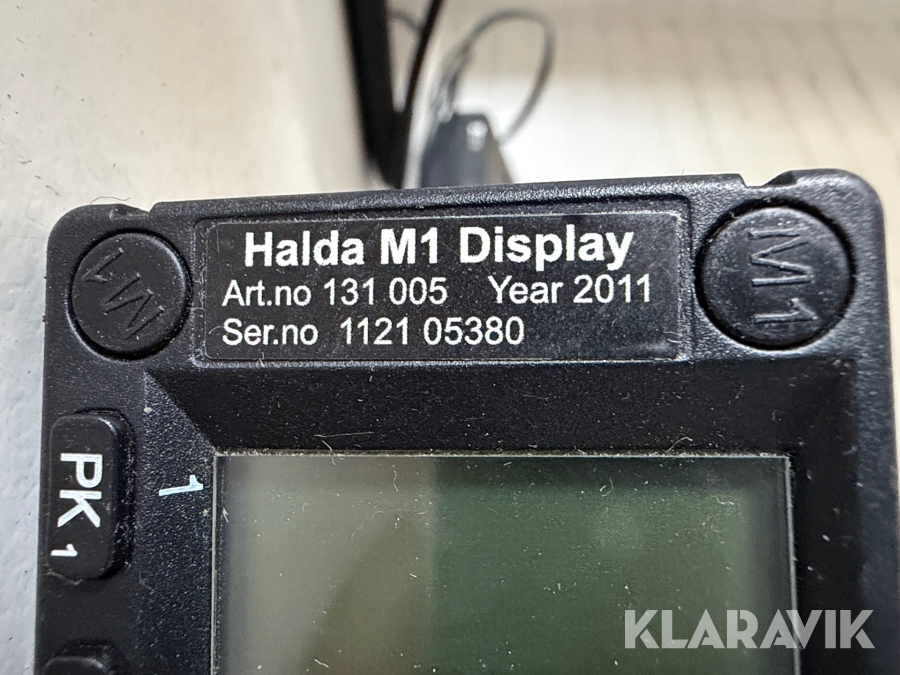 Halda M1 Display
Art.no 131 005 Year 2011
Ser.no 1121 05380
M1
M1
PK 1
1
KLARAVIK